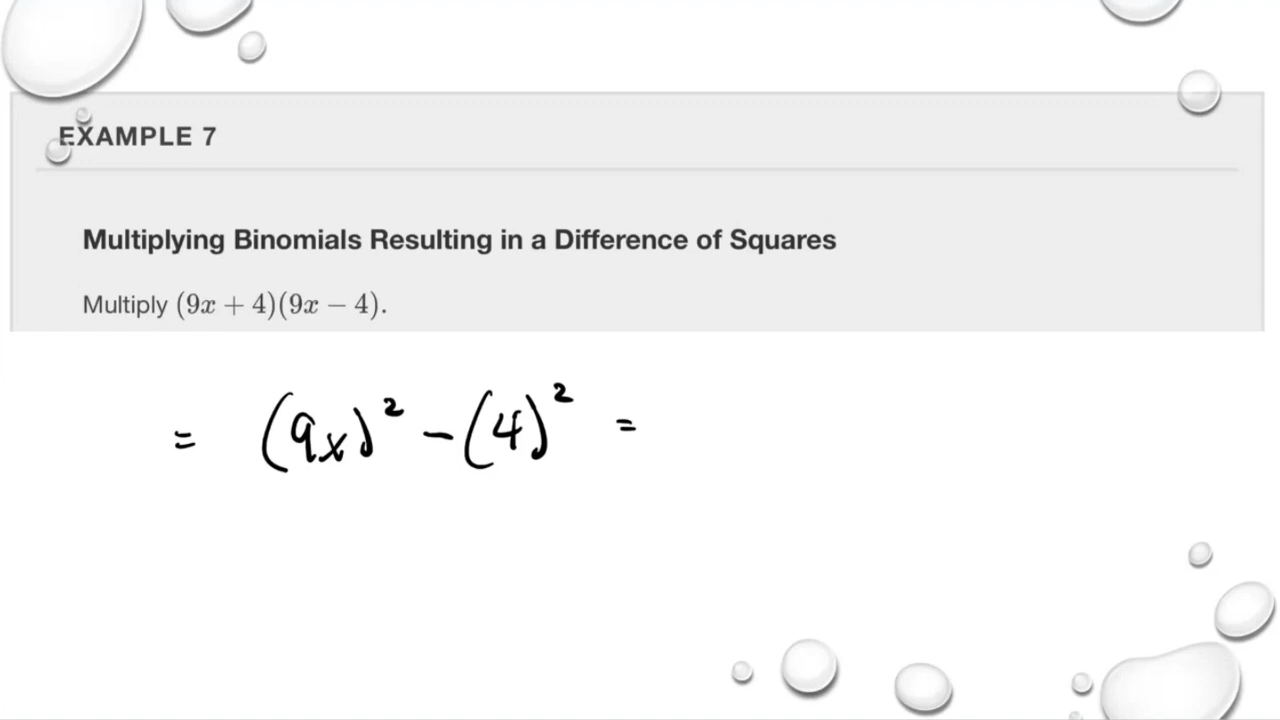 EXAMPLE 7
Multiplying Binomials Resulting in a Difference of Squares
Multiply (9x + 4)(9x − 4).
= (9x)² − (4)² =